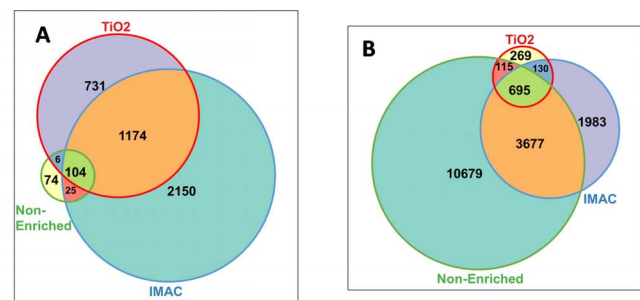 A
TiO2
731
1174
6
104
74
25
2150
Non-
Enriched
IMAC
B
TiO2
269
115
130
695
1983
3677
10679
IMAC
Non-Enriched